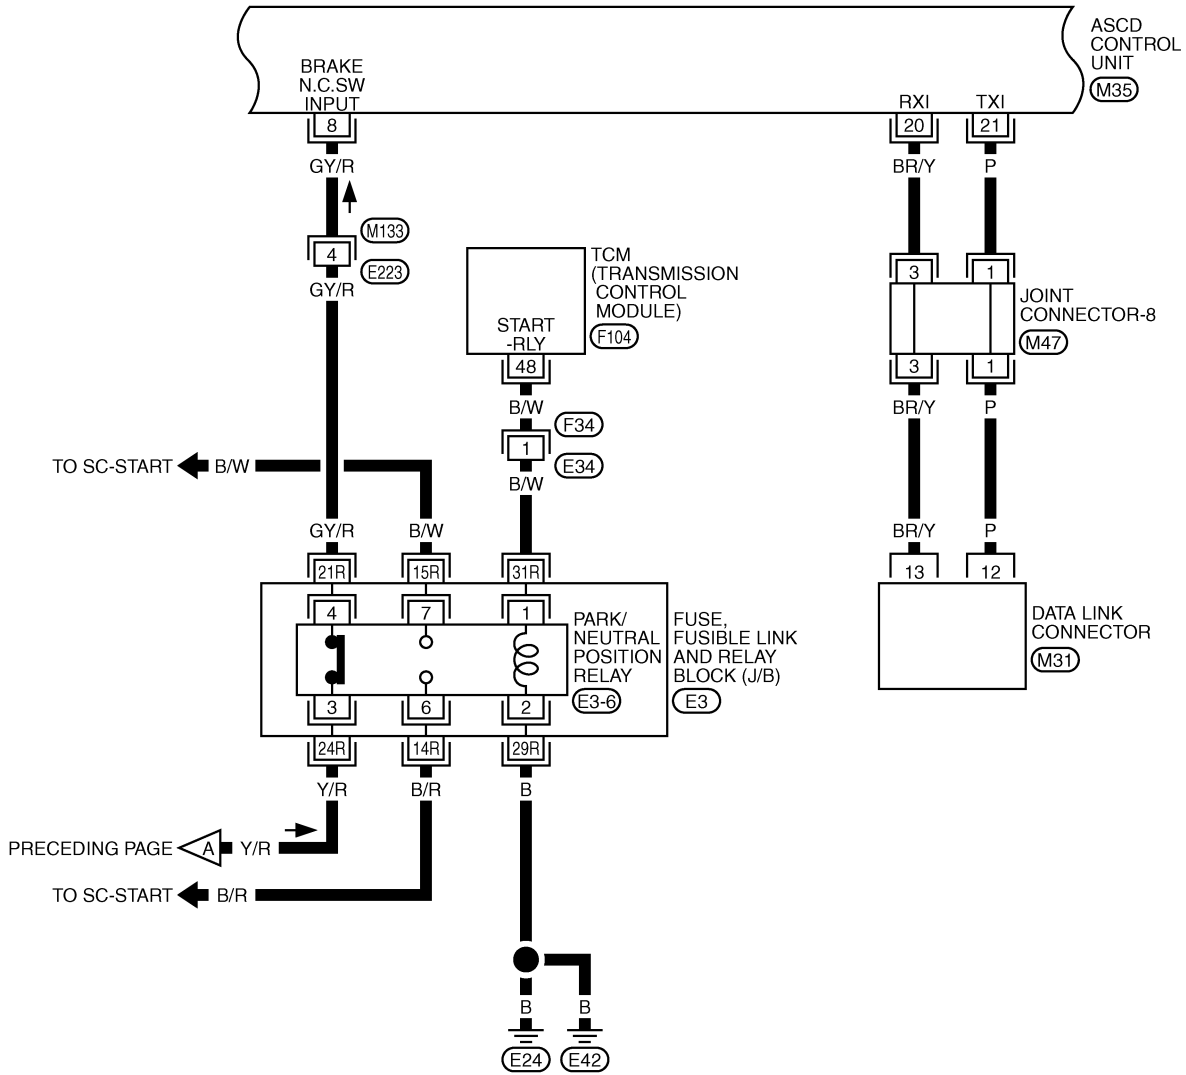 ASCD
CONTROL
UNIT
M35
BRAKE
N.C.SW
INPUT
RXI
TXI
8
20
21
GY/R
BR/Y
P
M133
4
E223
GY/R
TCM
(TRANSMISSION
CONTROL
MODULE)
F104
START
-RLY
48
B/W
F34
1
E34
B/W
3
1
JOINT
CONNECTOR-8
M47
3
1
BR/Y
P
TO SC-START
B/W
GY/R
B/W
BR/Y
P
21R
15R
31R
13
12
4
7
1
PARK/
NEUTRAL
POSITION
RELAY
E3-6
FUSE,
FUSIBLE LINK
AND RELAY
BLOCK (J/B)
E3
DATA LINK
CONNECTOR
M31
3
6
2
24R
14R
29R
Y/R
B/R
B
PRECEDING PAGE
A
Y/R
TO SC-START
B/R
B
B
E24
E42